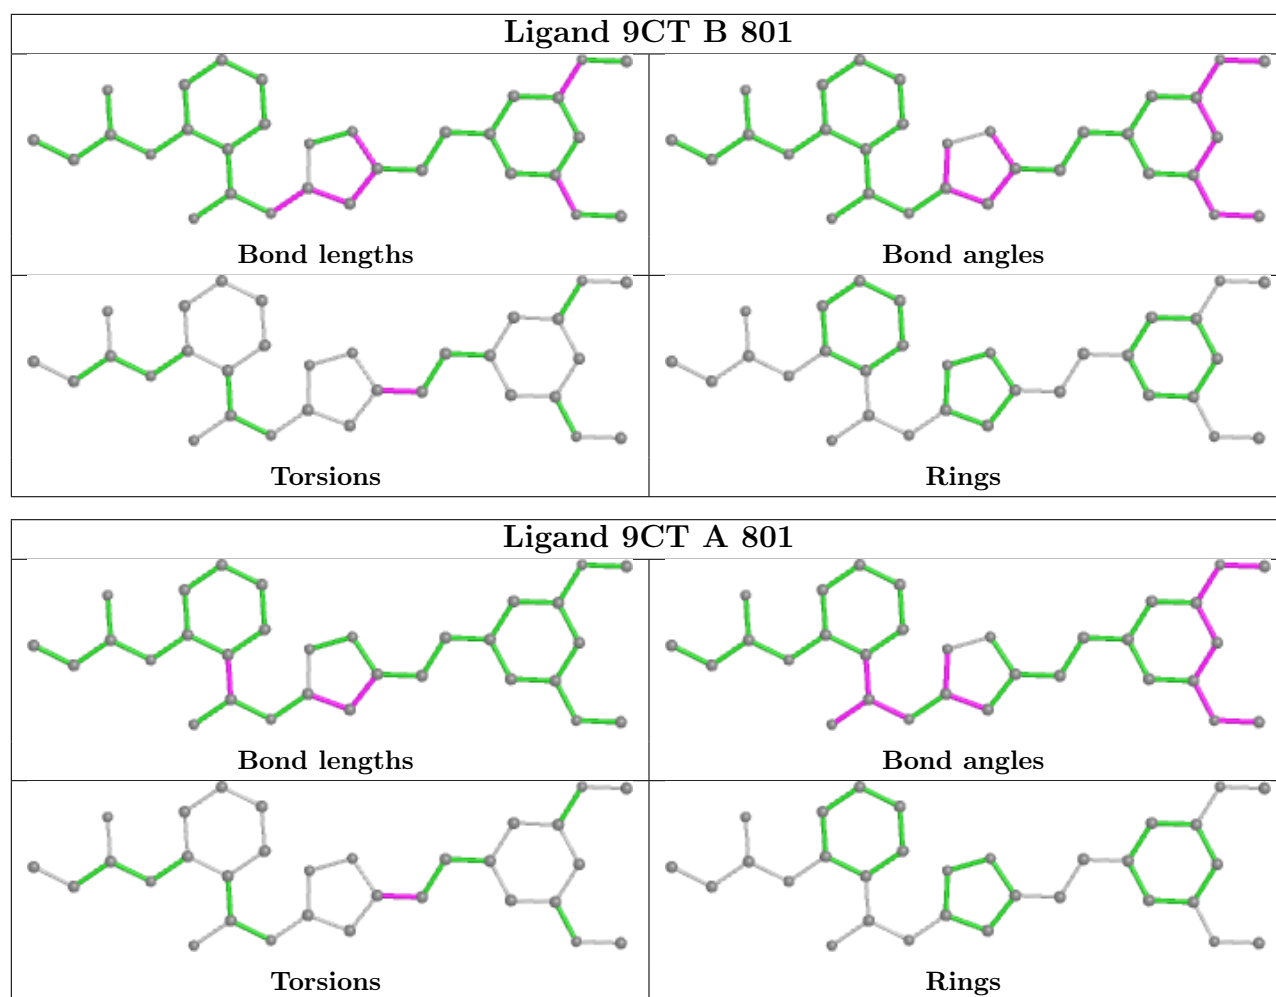 Ligand 9CT B 801
Bond lengths
Bond angles
Torsions
Rings
Ligand 9CT A 801
Bond lengths
Bond angles
Torsions
Rings